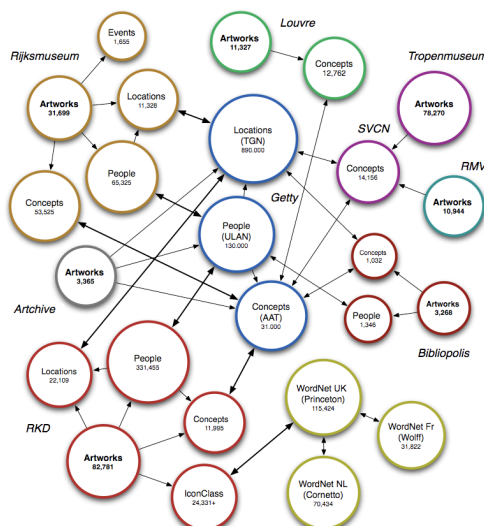 Rijksmuseum
Events
1,655
Artworks
31,699
Locations
11,328
People
65,325
Concepts
53,525
Louvre
Artworks
11,327
Concepts
12,762
Tropenmuseum
Artworks
78,270
SVCN
Concepts
14,156
RMV
Artworks
10,944
Getty
Locations
(TGN)
890.000
People
(ULAN)
130.000
Concepts
(AAT)
31.000
Artworks
3,365
Artchive
Concepts
1,032
People
1,346
Artworks
3,268
Bibliopolis
Locations
22,109
People
331,455
Concepts
11,995
RKD
Artworks
82,781
IconClass
24,331+
WordNet UK
(Princeton)
115,424
WordNet Fr
(Wolff)
31,822
WordNet NL
(Cornetto)
70,434